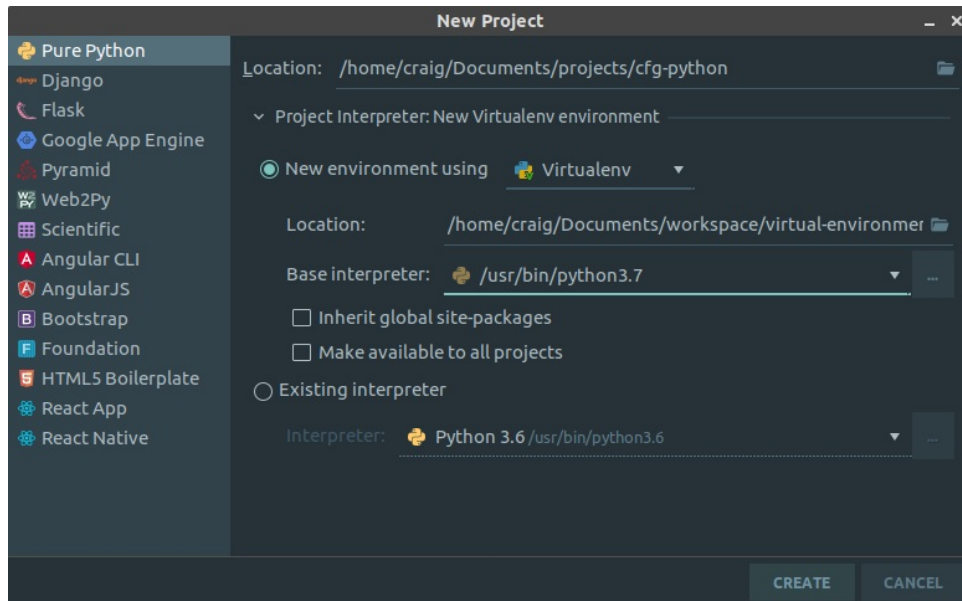 New Project
Pure Python
Django
Flask
Google App Engine
Pyramid
Web2Py
Scientific
Angular CLI
AngularJS
Bootstrap
Foundation
HTML5 Boilerplate
React App
React Native
Location: /home/craig/Documents/projects/cfg-python
Project Interpreter: New Virtualenv environment
New environment using Virtualenv
Location: /home/craig/Documents/workspace/virtual-environmer
Base interpreter: /usr/bin/python3.7 ...
Inherit global site-packages
Make available to all projects
Existing interpreter
Interpreter: Python 3.6 /usr/bin/python3.6 ...
CREATE CANCEL